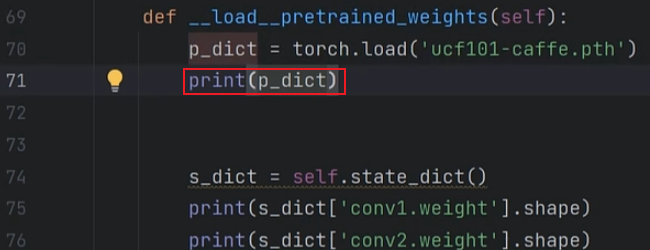 69 def __load__pretrained_weights(self):
70 p_dict = torch.load('ucf101-caffe.pth')
71 print(p_dict)
72
73
74 s_dict = self.state_dict()
75 print(s_dict['conv1.weight'].shape)
76 print(s_dict['conv2.weight'].shape)